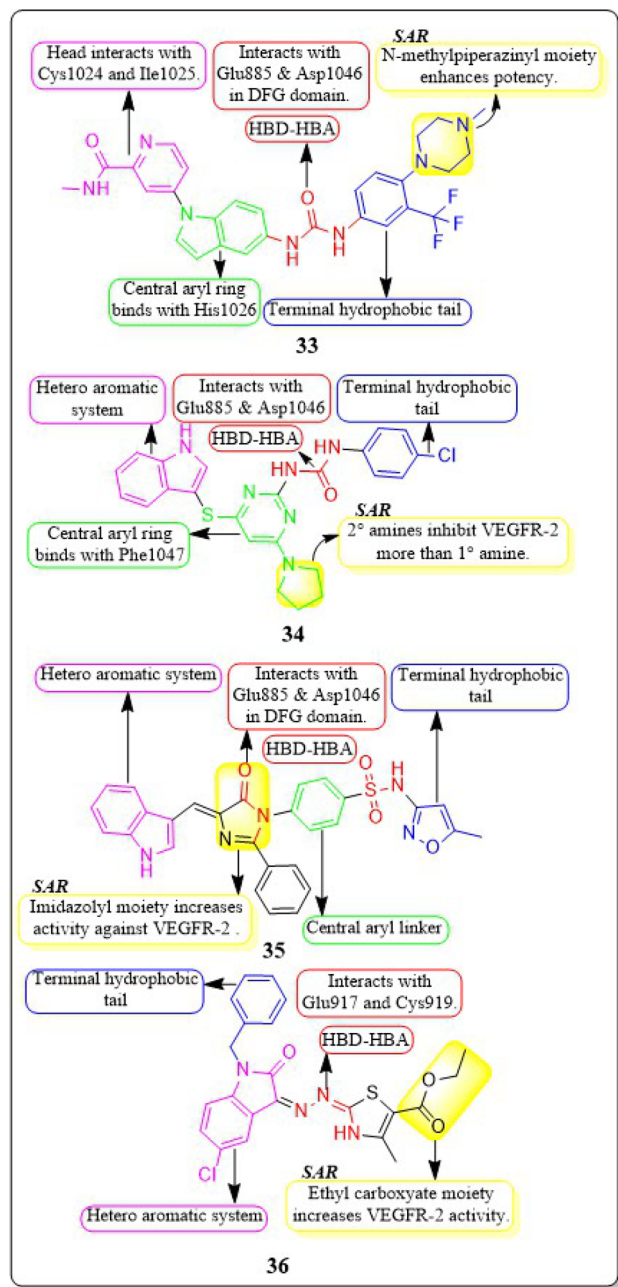 SAR
Head interacts with
Cys1024 and Ile1025.
Interacts with
Glu885 & Asp1046
in DFG domain.
N-methylpiperazinyl moiety
enhances potency.
HBD-HBA
N
O
N
H
N
O
N
H
N
H
N
N
F
F
F
Central aryl ring
binds with His1026
Terminal hydrophobic tail
33
Hetero aromatic
system
Interacts with
Glu885 & Asp1046
Terminal hydrophobic
tail
HBD-HBA
H
N
HN
NH
O
Cl
S
N
N
N
SAR
Central aryl ring
binds with Phe1047
2° amines inhibit VEGFR-2
more than 1° amine.
34
Hetero aromatic system
Interacts with
Glu885 & Asp1046
in DFG domain.
Terminal hydrophobic
tail
HBD-HBA
O
O
S
O
H
N
N
N
N
O
N
H
SAR
Imidazolyl moiety increases
activity against VEGFR-2 .
Central aryl linker
35
Terminal hydrophobic
tail
Interacts with
Glu917 and Cys919.
HBD-HBA
N
O
N
N
S
HN
O
O
Cl
SAR
Ethyl carboxyate moiety
increases VEGFR-2 activity.
Hetero aromatic system
36